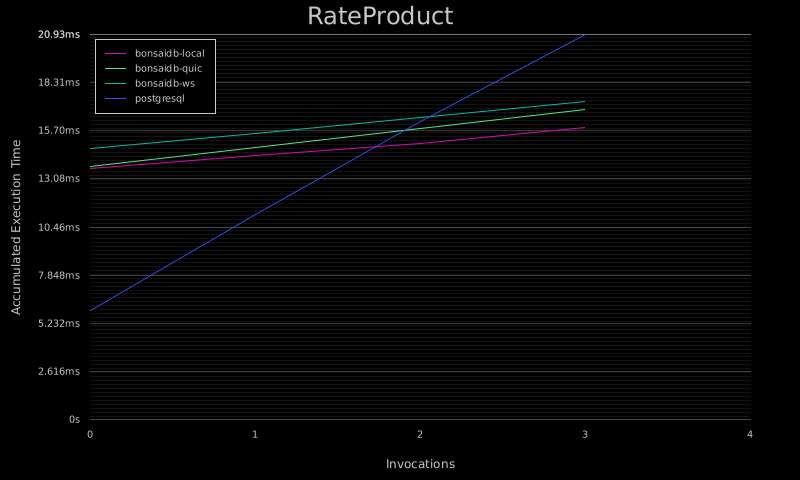 RateProduct
20.93ms
bonsaidb-local
bonsaidb-quic
bonsaidb-ws
postgresql
18.31ms
15.70ms
13.08ms
10.46ms
7.848ms
5.232ms
2.616ms
0s
Accumulated Execution Time
0 1 2 3 4
Invocations